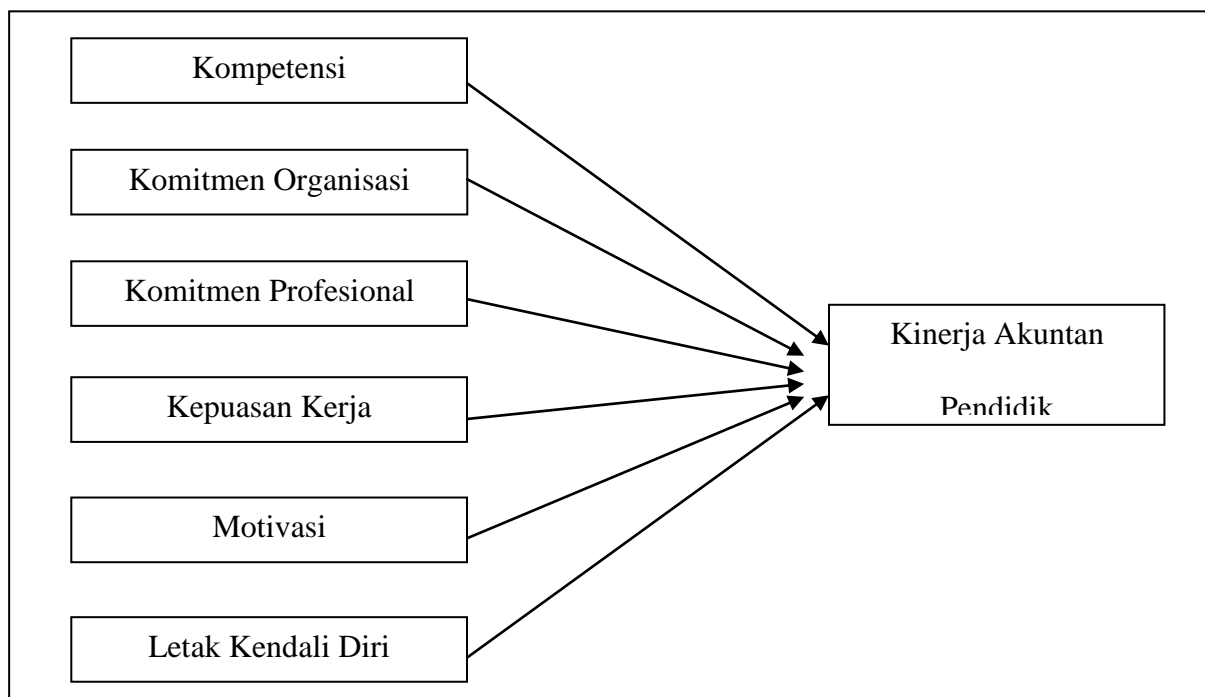 Kompetensi
Komitmen Organisasi
Komitmen Profesional
Kepuasan Kerja
Motivasi
Letak Kendali Diri
Kinerja Akuntan
Pendidik